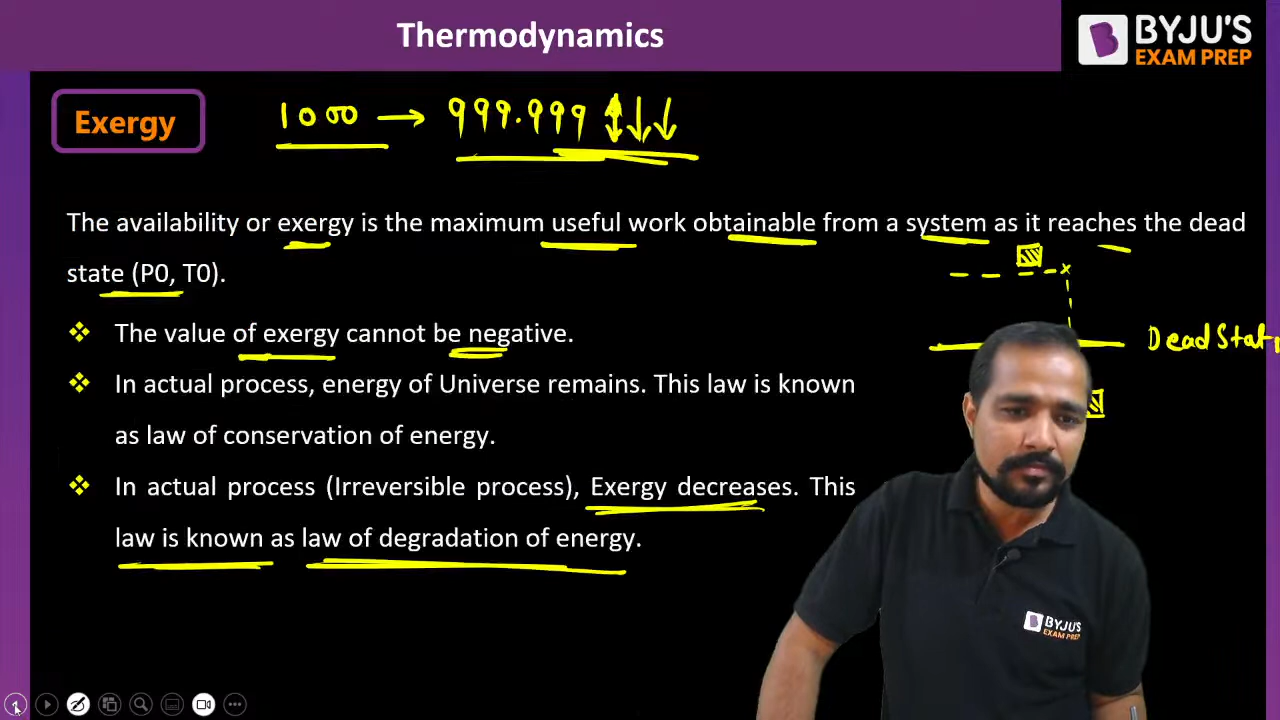 Thermodynamics
BYJU'S
EXAM PREP
Exergy
1000 → 999.999
The availability or exergy is the maximum useful work obtainable from a system as it reaches the dead
state (P0, T0).
The value of exergy cannot be negative.
Dead Stat
In actual process, energy of Universe remains. This law is known
as law of conservation of energy.
In actual process (Irreversible process), Exergy decreases. This
law is known as law of degradation of energy.
BYJU'S
EXAM PREP